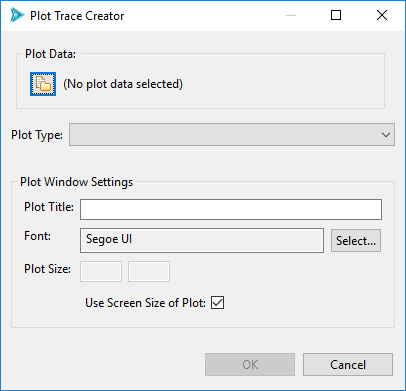 Plot Trace Creator
Plot Data:
(No plot data selected)
Plot Type:
Plot Window Settings
Plot Title:
Font: Segoe UI Select...
Plot Size:
Use Screen Size of Plot:
OK Cancel